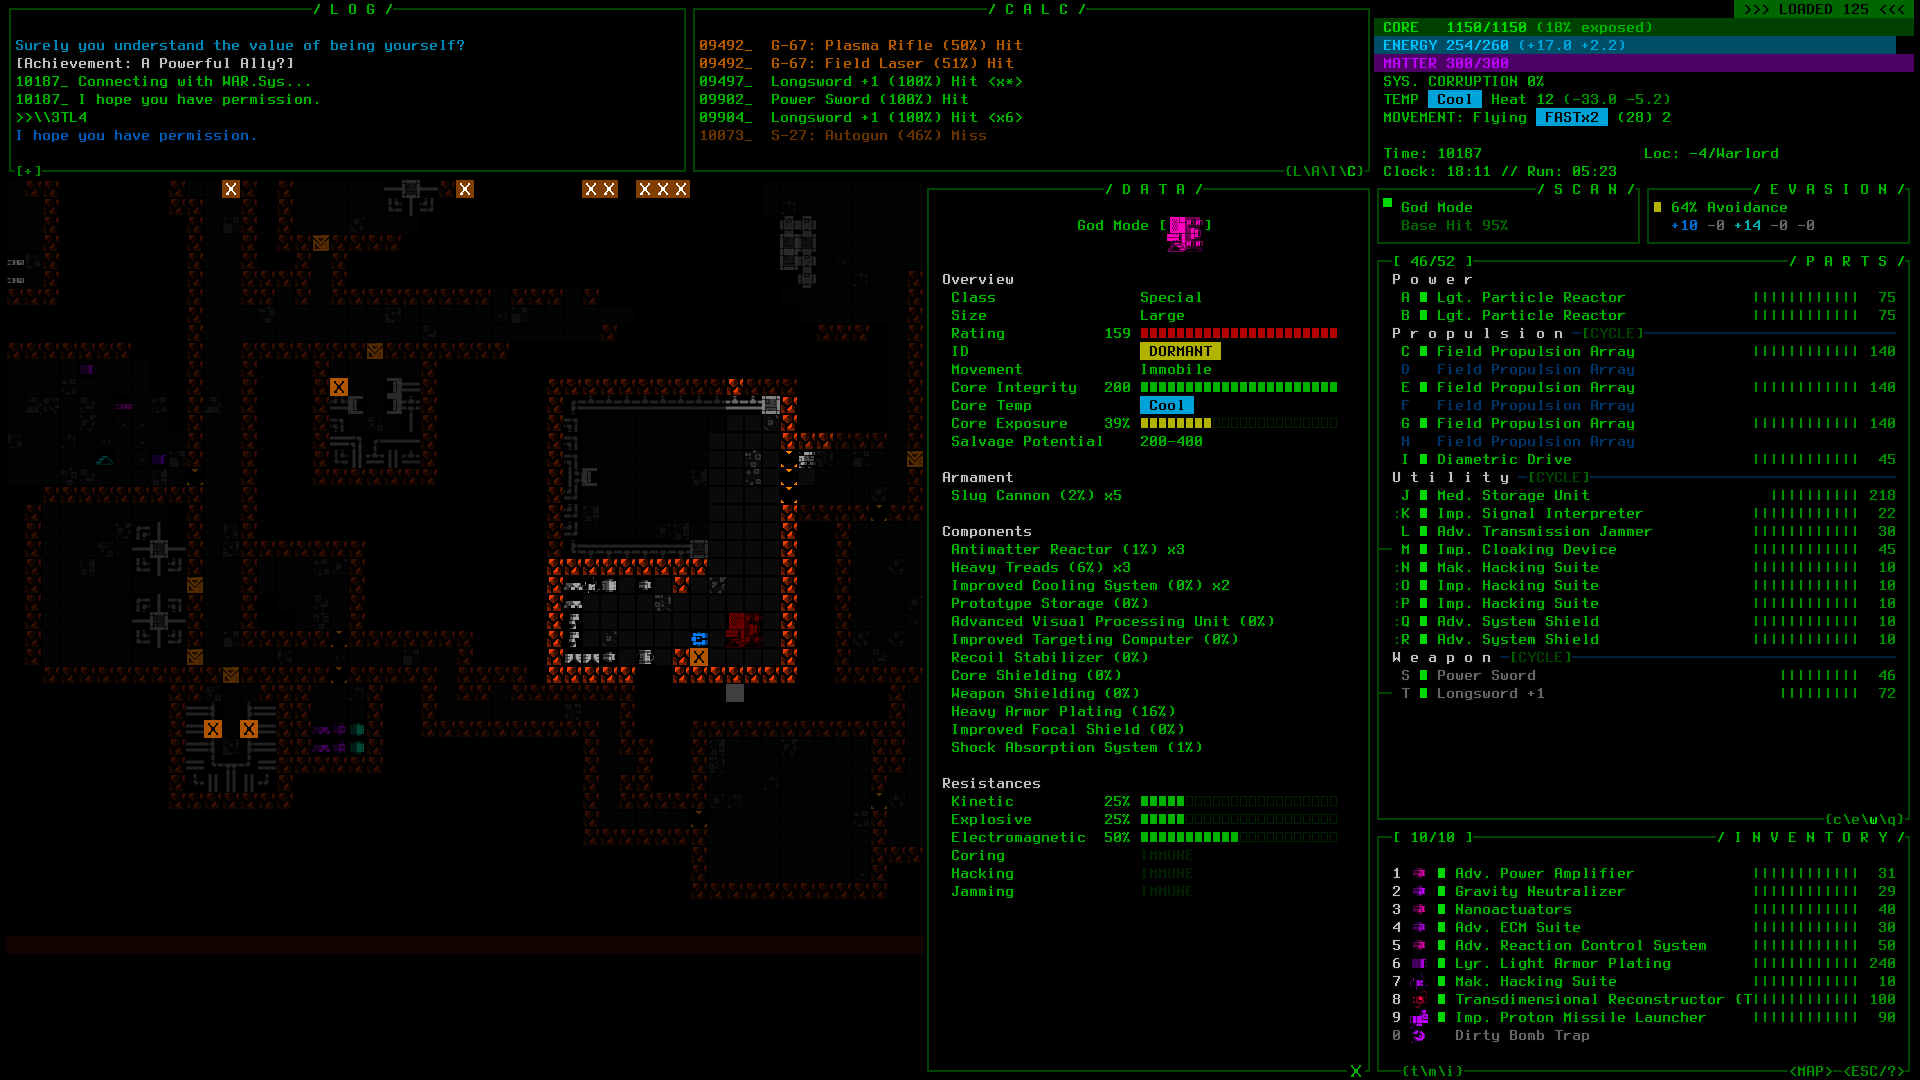 / L O G /
Surely you understand the value of being yourself?
[Achievement: A Powerful Ally?]
10187_ Connecting with WAR.Sys...
10187_ I hope you have permission.
>>\\3TL4
I hope you have permission.
[+]
/ C A L C /
09492_ G-67: Plasma Rifle (50%) Hit
09492_ G-67: Field Laser (51%) Hit
09497_ Longsword +1 (100%) Hit <x*>
09902_ Power Sword (100%) Hit
09904_ Longsword +1 (100%) Hit <x6>
10073_ S-27: Autogun (46%) Miss
{L\A\I\C}
>>> LOADED 125 <<<
CORE 1150/1150 (18% exposed)
ENERGY 254/260 (+17.0 +2.2)
MATTER 300/300
SYS. CORRUPTION 0%
TEMP Cool Heat 12 (-33.0 -5.2)
MOVEMENT: Flying FASTx2 (28) 2
Time: 10187 Loc: -4/Warlord
Clock: 18:11 // Run: 05:23
/ S C A N /
God Mode
Base Hit 95%
/ E V A S I O N /
64% Avoidance
+10 -0 +14 -0 -0
X
X
X X
X X X
X
X
X X
/ D A T A /
God Mode [ ]
Overview
Class Special
Size Large
Rating 159
ID DORMANT
Movement Immobile
Core Integrity 200
Core Temp Cool
Core Exposure 39%
Salvage Potential 200-400
Armament
Slug Cannon (2%) x5
Components
Antimatter Reactor (1%) x3
Heavy Treads (6%) x3
Improved Cooling System (0%) x2
Prototype Storage (0%)
Advanced Visual Processing Unit (0%)
Improved Targeting Computer (0%)
Recoil Stabilizer (0%)
Core Shielding (0%)
Weapon Shielding (0%)
Heavy Armor Plating (16%)
Improved Focal Shield (0%)
Shock Absorption System (1%)
Resistances
Kinetic 25%
Explosive 25%
Electromagnetic 50%
Coring IMMUNE
Hacking IMMUNE
Jamming IMMUNE
X
[ 46/52 ] / P A R T S /
P o w e r
A Lgt. Particle Reactor 75
B Lgt. Particle Reactor 75
P r o p u l s i o n [CYCLE]
C Field Propulsion Array 140
D Field Propulsion Array
E Field Propulsion Array 140
F Field Propulsion Array
G Field Propulsion Array 140
H Field Propulsion Array
I Diametric Drive 45
U t i l i t y [CYCLE]
J Med. Storage Unit 218
:K Imp. Signal Interpreter 22
L Adv. Transmission Jammer 30
M Imp. Cloaking Device 45
:N Mak. Hacking Suite 10
:O Imp. Hacking Suite 10
:P Imp. Hacking Suite 10
:Q Adv. System Shield 10
:R Adv. System Shield 10
W e a p o n [CYCLE]
S Power Sword 46
T Longsword +1 72
{c\e\w\q}
[ 10/10 ] / I N V E N T O R Y /
1 Adv. Power Amplifier 31
2 Gravity Neutralizer 29
3 Nanoactuators 40
4 Adv. ECM Suite 30
5 Adv. Reaction Control System 50
6 Lyr. Light Armor Plating 240
7 Mak. Hacking Suite 10
8 Transdimensional Reconstructor {T 100
9 Imp. Proton Missile Launcher 90
0 Dirty Bomb Trap
{t\m\i} <MAP> <ESC/?>